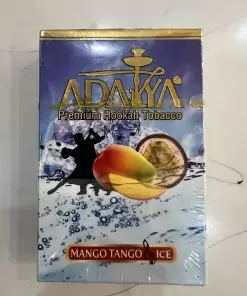 ADALYA
Premium Hookah Tobacco
MANGO TANGO ICE